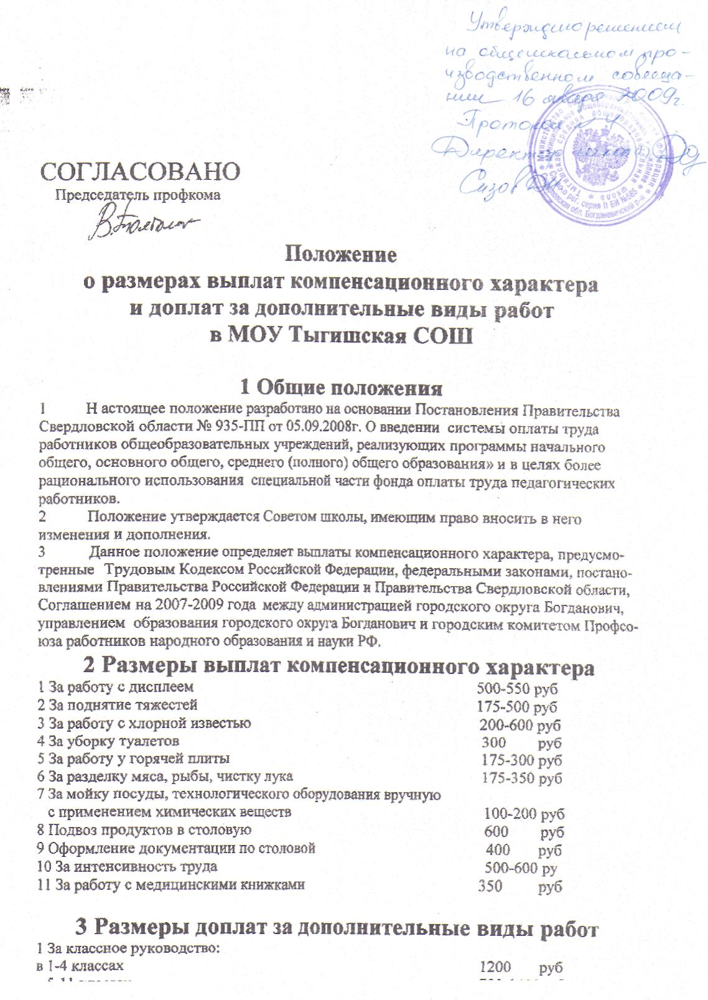 Утверждено решением
на общешкольном про-
изводственном совеща-
нии 16 января 2009г.
Протокол №
Директор школы
Сизов
СОГЛАСОВАНО
Председатель профкома
Положение
о размерах выплат компенсационного характера
и доплат за дополнительные виды работ
в МОУ Тыгишская СОШ
1 Общие положения
1 Н астоящее положение разработано на основании Постановления Правительства
Свердловской области № 935-ПП от 05.09.2008г. О введении системы оплаты труда
работников общеобразовательных учреждений, реализующих программы начального
общего, основного общего, среднего (полного) общего образования» и в целях более
рационального использования специальной части фонда оплаты труда педагогических
работников.
2 Положение утверждается Советом школы, имеющим право вносить в него
изменения и дополнения.
3 Данное положение определяет выплаты компенсационного характера, предусмо-
тренные Трудовым Кодексом Российской Федерации, федеральными законами, постано-
влениями Правительства Российской Федерации и Правительства Свердловской области,
Соглашением на 2007-2009 года между администрацией городского округа Богданович,
управлением образования городского округа Богданович и городским комитетом Профсо-
юза работников народного образования и науки РФ.
2 Размеры выплат компенсационного характера
1 За работу с дисплеем 500-550 руб
2 За поднятие тяжестей 175-500 руб
3 За работу с хлорной известью 200-600 руб
4 За уборку туалетов 300 руб
5 За работу у горячей плиты 175-300 руб
6 За разделку мяса, рыбы, чистку лука 175-350 руб
7 За мойку посуды, технологического оборудования вручную
с применением химических веществ 100-200 руб
8 Подвоз продуктов в столовую 600 руб
9 Оформление документации по столовой 400 руб
10 За интенсивность труда 500-600 ру
11 За работу с медицинскими книжками 350 руб
3 Размеры доплат за дополнительные виды работ
1 За классное руководство:
в 1-4 классах 1200 руб